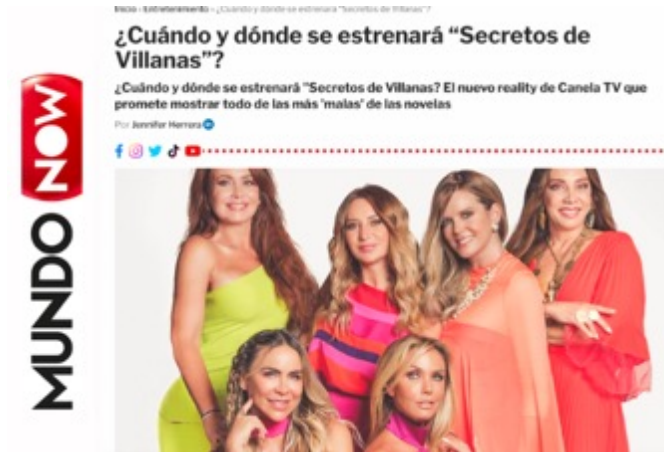 Inicio - Entretenimiento - ¿Cuándo y dónde se estrenará "Secretos de Villanas"?
¿Cuándo y dónde se estrenará “Secretos de
Villanas”?
¿Cuándo y dónde se estrenará "Secretos de Villanas? El nuevo reality de Canela TV que
promete mostrar todo de las más 'malas' de las novelas
Por Jennifer Herrera
MUNDO NOW